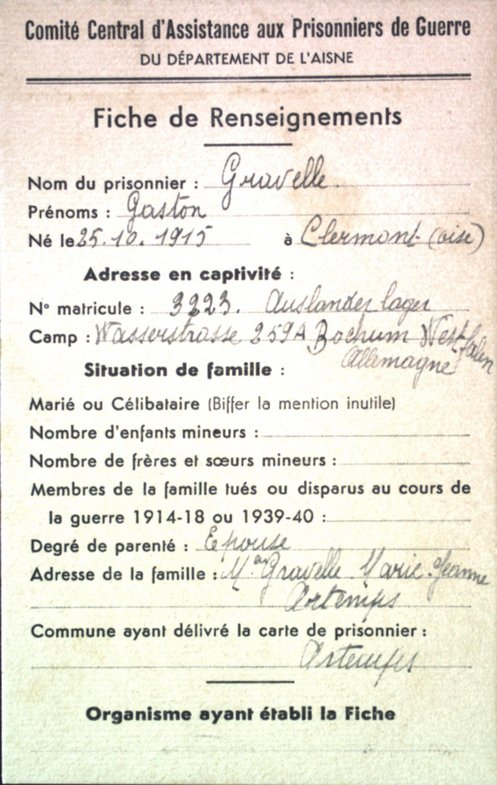 Comité Central d'Assistance aux Prisonniers de Guerre
DU DÉPARTEMENT DE L'AISNE
Fiche de Renseignements
Nom du prisonnier : Gravelle
Prénoms : Gaston
Né le 25.10.1915 à Clermont (oise)
Adresse en captivité :
No matricule : 3223. Auslander lager
Camp : Wasserstrasse 259A Bochum Westfalen
Allemagne
Situation de famille :
Marié ou Célibataire (Biffer la mention inutile)
Nombre d'enfants mineurs :
Nombre de frères et sœurs mineurs :
Membres de la famille tués ou disparus au cours de
la guerre 1914-18 ou 1939-40 :
Degré de parenté : Epouse
Adresse de la famille : Me Gravelle Marie-Jeanne
Artemps
Commune ayant délivré la carte de prisonnier :
Artemps
Organisme ayant établi la Fiche